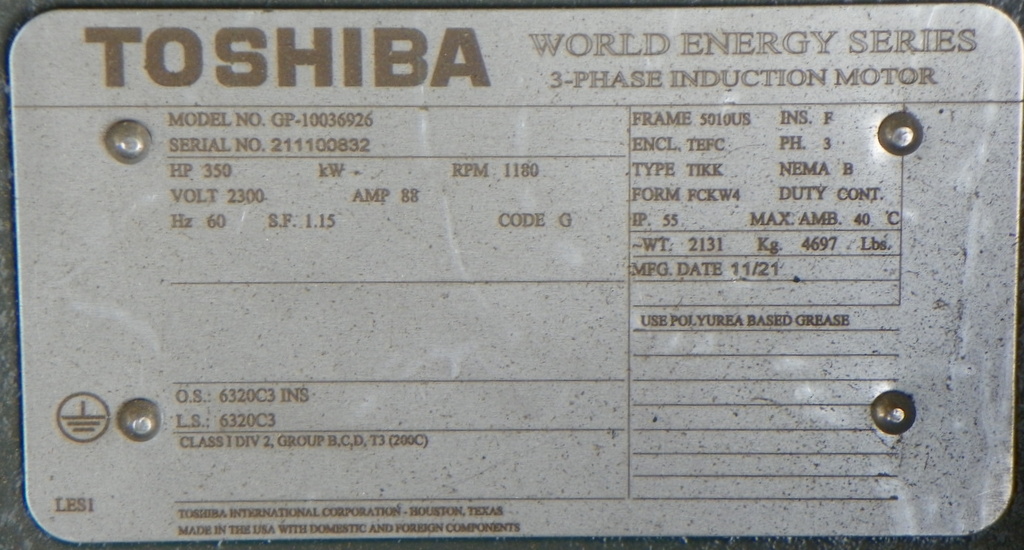 TOSHIBA
WORLD ENERGY SERIES
3-PHASE INDUCTION MOTOR
MODEL NO. GP-10036926
SERIAL NO. 211100832
HP 350 kW - RPM 1180
VOLT 2300 AMP 88
Hz 60 S.F. 1.15 CODE G
FRAME 5010US INS. F
ENCL. TEFC PH. 3
TYPE TIKK NEMA B
FORM FCKW4 DUTY CONT.
IP. 55 MAX. AMB. 40 °C
~WT. 2131 Kg. 4697 Lbs.
MFG. DATE 11/21
USE POLYUREA BASED GREASE
O.S.: 6320C3 INS
L.S.: 6320C3
CLASS I DIV 2, GROUP B,C,D, T3 (200C)
LES1
TOSHIBA INTERNATIONAL CORPORATION - HOUSTON, TEXAS
MADE IN THE USA WITH DOMESTIC AND FOREIGN COMPONENTS